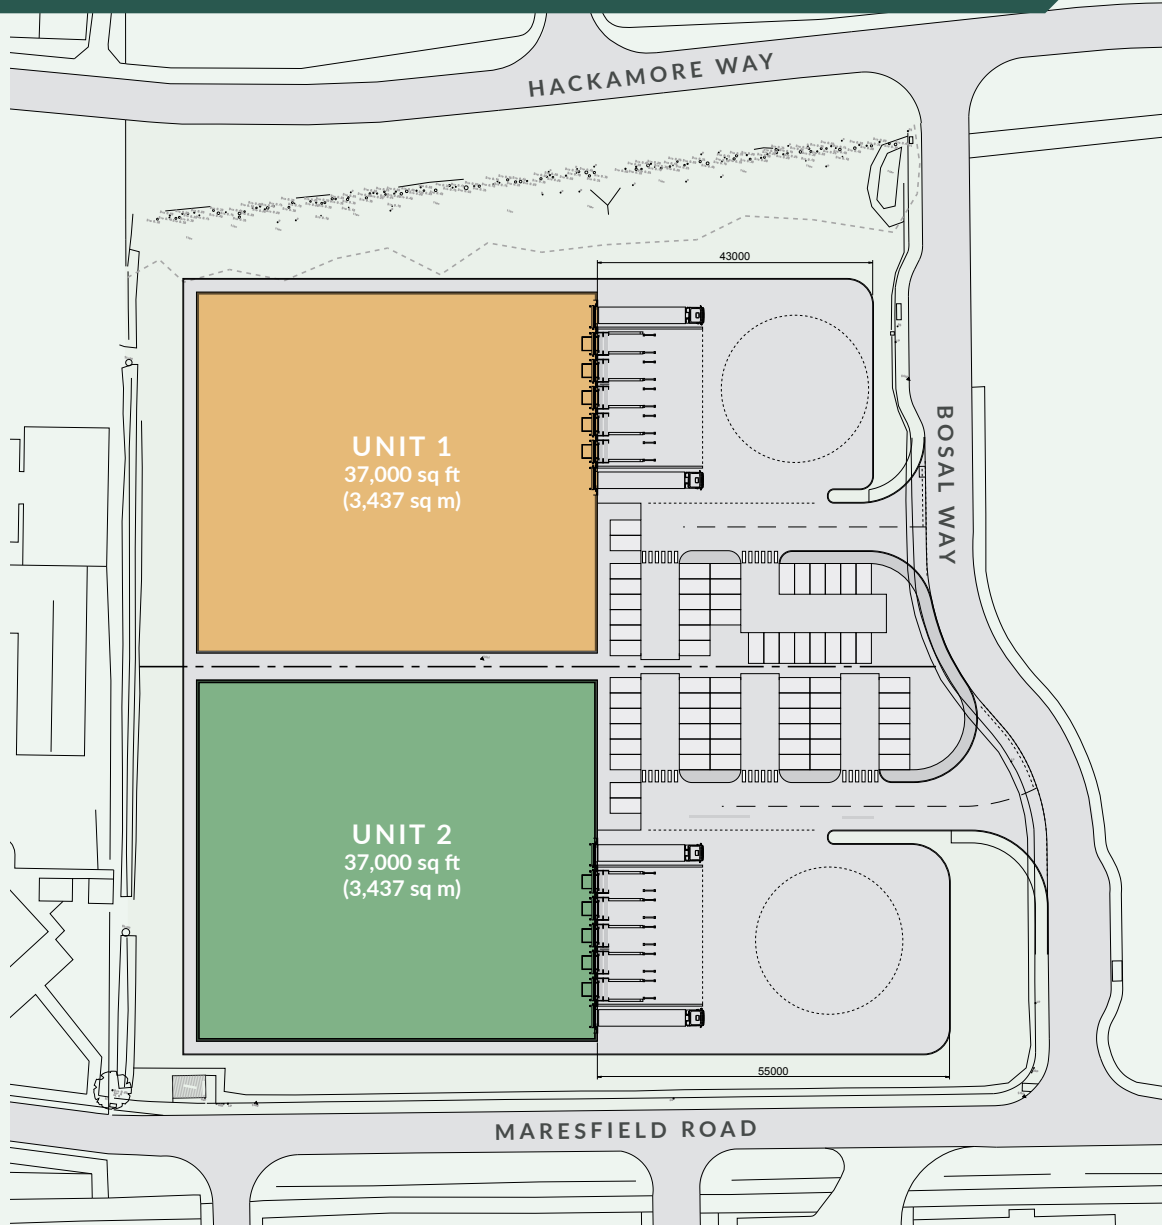 HACKAMORE WAY
43000
BOSAL WAY
UNIT 1
37,000 sq ft
(3,437 sq m)
UNIT 2
37,000 sq ft
(3,437 sq m)
55000
MARESFIELD ROAD